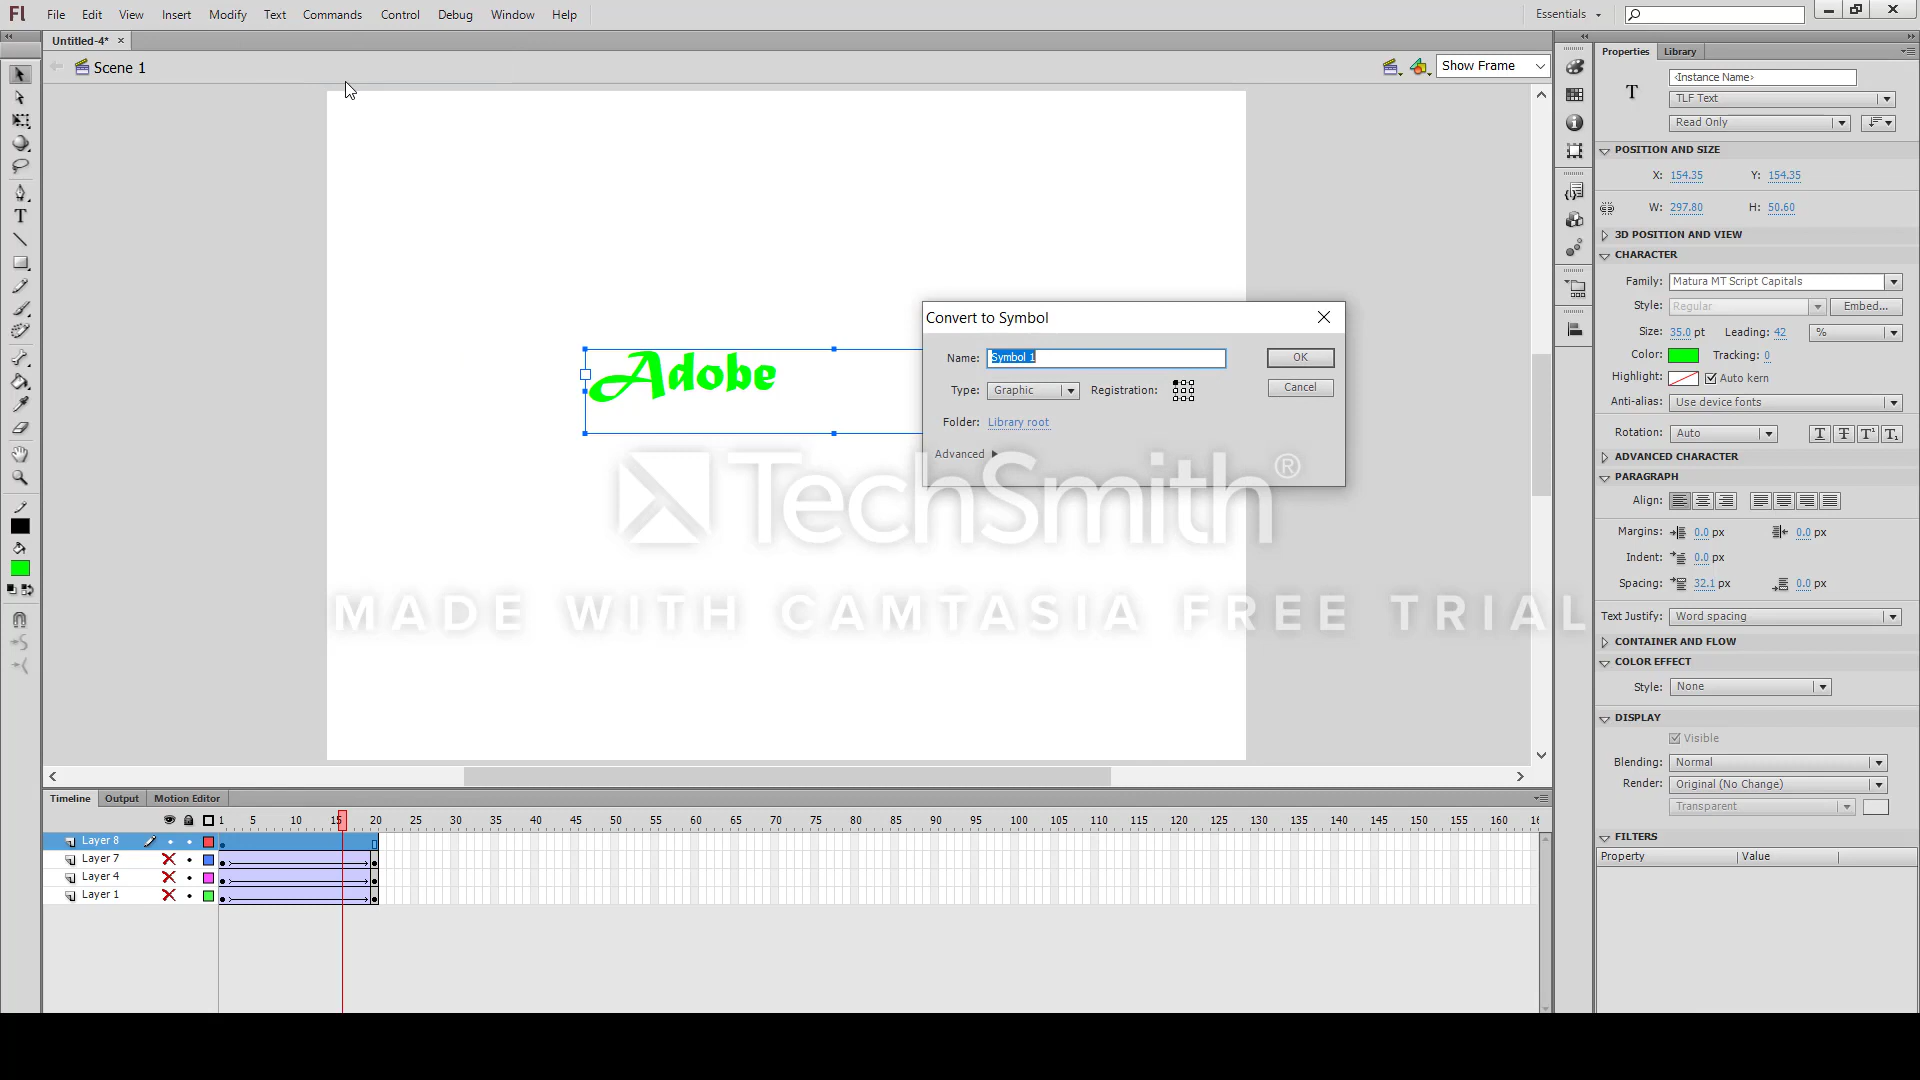 Fl File Edit View Insert Modify Text Commands Control Debug Window Help Essentials
Untitled-4* ×
Scene 1 Show Frame
Properties Library
<Instance Name>
T TLF Text
Read Only
POSITION AND SIZE
X: 154.35 Y: 154.35
W: 297.80 H: 50.60
3D POSITION AND VIEW
CHARACTER
Family: Matura MT Script Capitals
Style: Regular Embed...
Size: 35.0 pt Leading: 42 %
Color: Tracking: 0
Highlight: Auto kern
Anti-alias: Use device fonts
Rotation: Auto
ADVANCED CHARACTER
PARAGRAPH
Align:
Margins: 0.0 px 0.0 px
Indent: 0.0 px
Spacing: 32.1 px 0.0 px
Text Justify: Word spacing
CONTAINER AND FLOW
COLOR EFFECT
Style: None
DISPLAY
Visible
Blending: Normal
Render: Original (No Change)
Transparent
FILTERS
Property Value
Adobe
Convert to Symbol
Name: Symbol 1 OK
Type: Graphic Registration: Cancel
Folder: Library root
Advanced
TechSmith®
MADE WITH CAMTASIA FREE TRIAL
Timeline Output Motion Editor
1 5 10 15 20 25 30 35 40 45 50 55 60 65 70 75 80 85 90 95 100 105 110 115 120 125 130 135 140 145 150 155 160 16
Layer 8
Layer 7
Layer 4
Layer 1